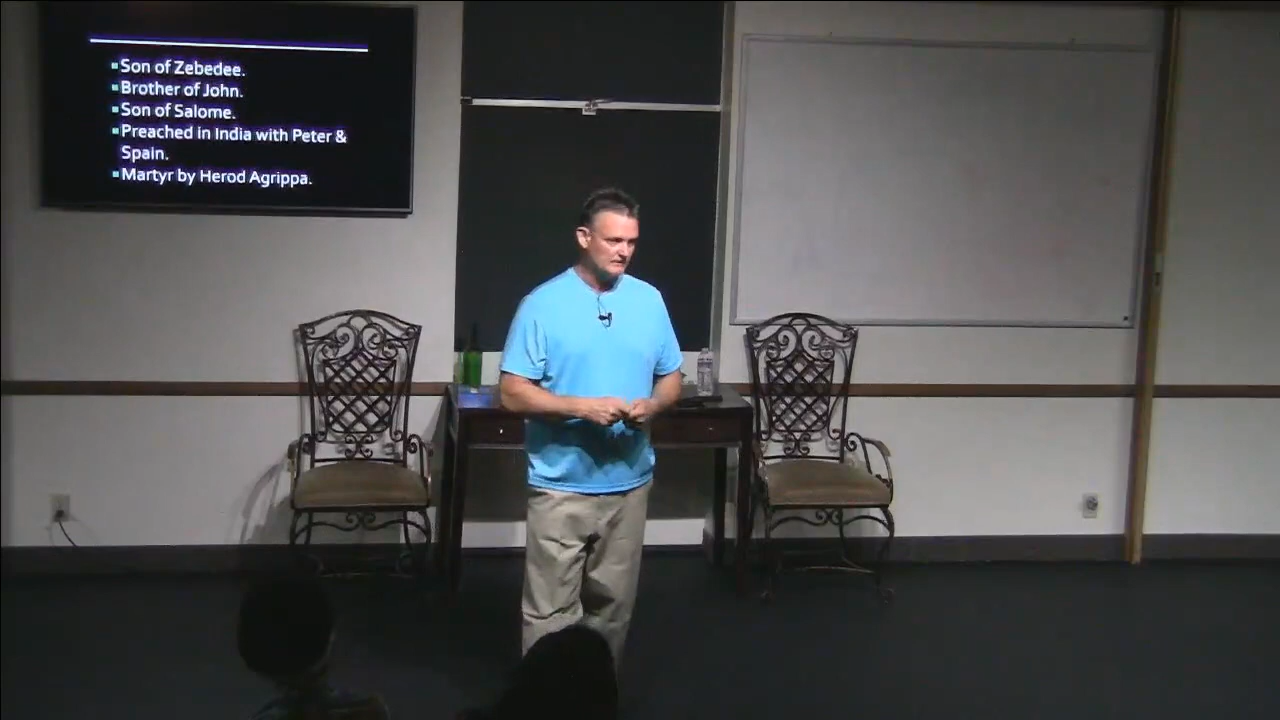 ▪Son of Zebedee.
▪Brother of John.
▪Son of Salome.
▪Preached in India with Peter &
Spain.
▪Martyr by Herod Agrippa.